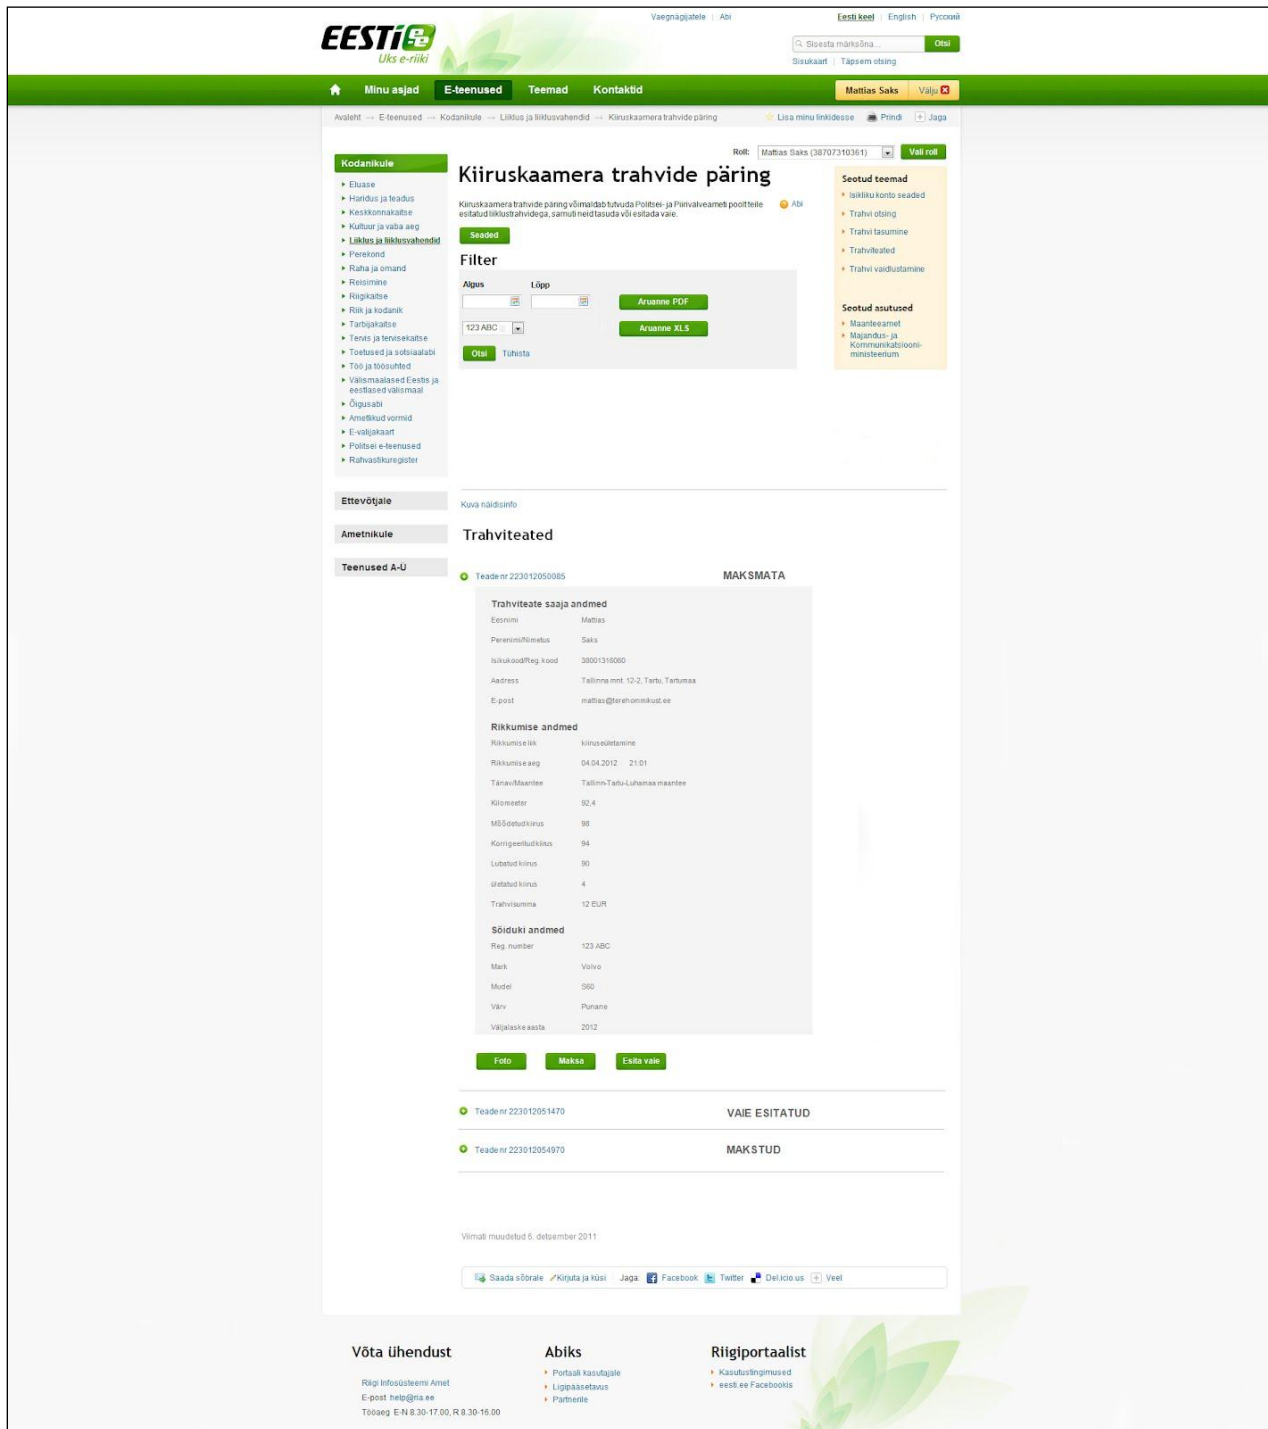 Vaegnägijatele | Abi
Eesti keel | English | Русский
EESTi.ee
Uks e-riiki
Sisesta märksõna...
Otsi
Sisukaart | Täpsem otsing
Minu asjad
E-teenused
Teemad
Kontaktid
Mattias Saks
Välju
Avaleht → E-teenused → Kodanikule → Liiklus ja liiklusvahendid → Kiiruskaamera trahvide päring
Lisa minu linkidesse
Prindi
Jaga
Roll: Mattias Saks (38707310361)
Vali roll
Kodanikule
Eluase
Haridus ja teadus
Keskkonnakaitse
Kultuur ja vaba aeg
Liiklus ja liiklusvahendid
Perekond
Raha ja omand
Reisimine
Riigikaitse
Riik ja kodanik
Tarbijakaitse
Tervis ja tervisekaitse
Toetused ja sotsiaalabi
Töö ja töösuhted
Välismaalased Eestis ja
eestlased välismaal
Õigusabi
Ametlikud vormid
E-valijakaart
Politsei e-teenused
Rahvastikuregister
Ettevõtjale
Ametnikule
Teenused A-Ü
Kiiruskaamera trahvide päring
Kiiruskaamera trahvide päring võimaldab tutvuda Politsei- ja Piirivalveameti poolt teile
esitatud liiklustrahvidega, samuti neid tasuda või esitada vaie.
Abi
Seaded
Filter
Algus
Lõpp
Aruanne PDF
123 ABC
Aruanne XLS
Otsi
Tühista
Seotud teemad
Isikliku konto seaded
Trahvi otsing
Trahvi tasumine
Trahviteated
Trahvi vaidlustamine
Seotud asutused
Maanteeamet
Majandus- ja
Kommunikatsiooni-
ministeerium
Kuva näidisinfo
Trahviteated
Teade nr 223012050085
MAKSMATA
Trahviteate saaja andmed
Eesnimi Mattias
Perenimi/Nimetus Saks
Isikukood/Reg. kood 38001316060
Aadress Tallinna mnt. 12-2, Tartu, Tartumaa
E-post mattias@terehommikust.ee
Rikkumise andmed
Rikkumise liik kiiruseületamine
Rikkumise aeg 04.04.2012 21:01
Tänav/Maantee Tallinn-Tartu-Luhamaa maantee
Kilomeeter 92,4
Mõõdetud kiirus 98
Korrigeeritud kiirus 94
Lubatud kiirus 90
ületatud kiirus 4
Trahvisumma 12 EUR
Sõiduki andmed
Reg. number 123 ABC
Mark Volvo
Mudel S60
Värv Punane
Väljalaske aasta 2012
Foto
Maksa
Esita vaie
Teade nr 223012051470
VAIE ESITATUD
Teade nr 223012054970
MAKSTUD
Viimati muudetud 6. detsember 2011
Saada sõbrale
Kirjuta ja küsi
Jaga:
Facebook
Twitter
Del.icio.us
Veel
Võta ühendust
Riigi Infosüsteemi Amet
E-post help@ria.ee
Tööaeg E-N 8.30-17.00, R 8.30-16.00
Abiks
Portaali kasutajale
Ligipääsetavus
Partnerile
Riigiportaalist
Kasutustingimused
eesti.ee Facebookis